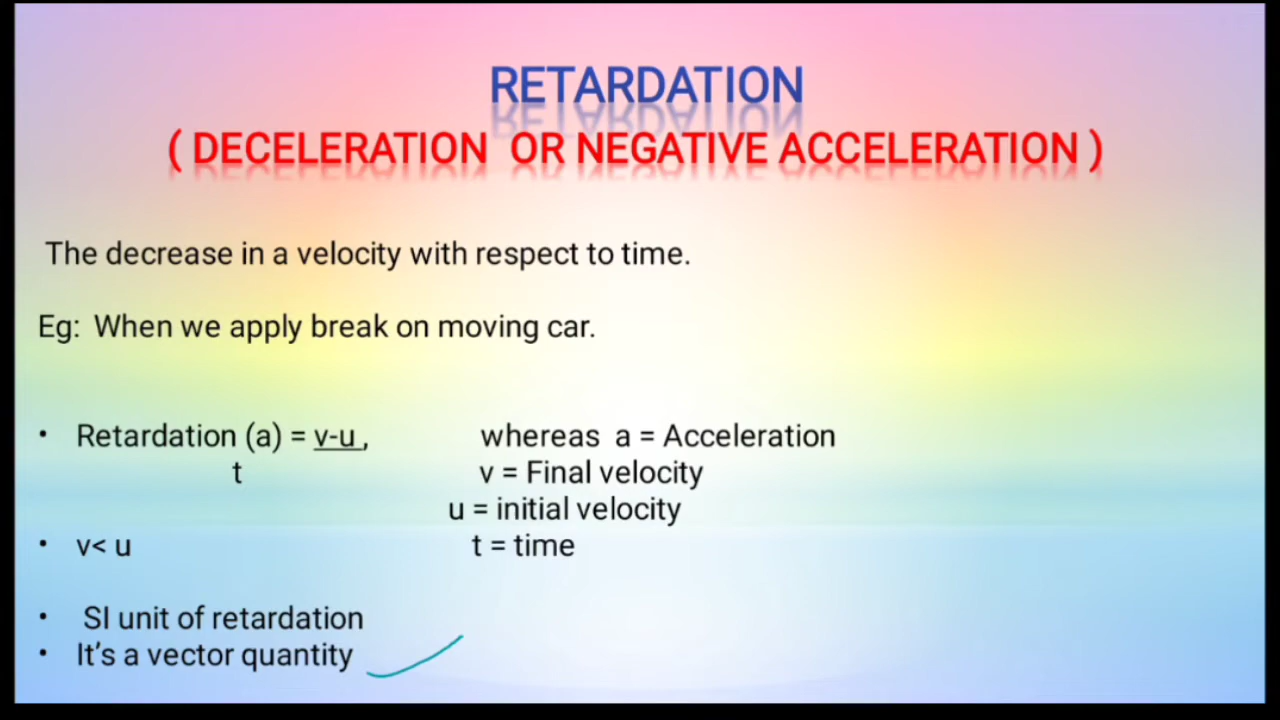 RETARDATION
( DECELERATION OR NEGATIVE ACCELERATION )
The decrease in a velocity with respect to time.
Eg: When we apply break on moving car.
• Retardation (a) = v-u , whereas a = Acceleration
t v = Final velocity
u = initial velocity
• v< u t = time
• SI unit of retardation
• It’s a vector quantity